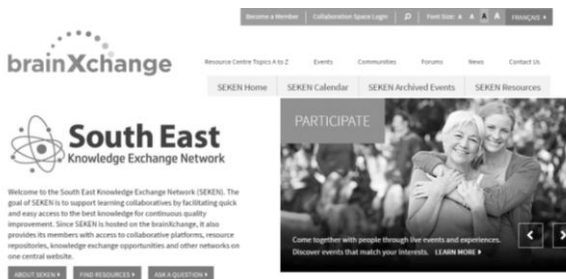 Become a Member
Collaboration Space Login
Font Size A A A A
FRANÇAIS
brainXchange
Resource Centre Topics A to Z
Events
Communities
Forums
News
Contact Us
SEKEN Home
SEKEN Calendar
SEKEN Archived Events
SEKEN Resources
South East
Knowledge Exchange Network
PARTICIPATE
Welcome to the South East Knowledge Exchange Network (SEKEN). The
goal of SEKEN is to support learning collaboratives by facilitating quick
and easy access to the best knowledge for continuous quality
improvement. Since SEKEN is hosted on the brainXchange, it also
provides its members with access to collaborative platforms, resource
repositories, knowledge exchange opportunities and other networks on
one central website.
Come together with people through live events and experiences.
Discover events that match your interests. LEARN MORE
ABOUT SEKEN
FIND RESOURCES
ASK A QUESTION